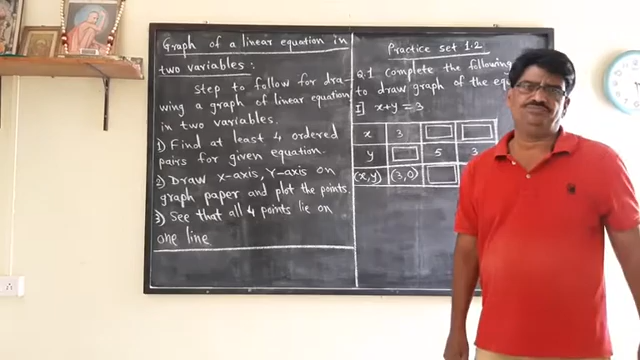 Graph of a linear equation in
two variables:
Step to follow for dra-
wing a graph of linear equation
in two variables.
1) Find at least 4 ordered
pairs for given equation.
2) Draw x-axis, Y-axis on
graph paper and plot the points.
3) See that all 4 points lie on
one line
Practice set 1.2
Q.1 Complete the following
to draw graph of the
I] x+y=3
x 3
y 5 3
(x,y) (3,0)